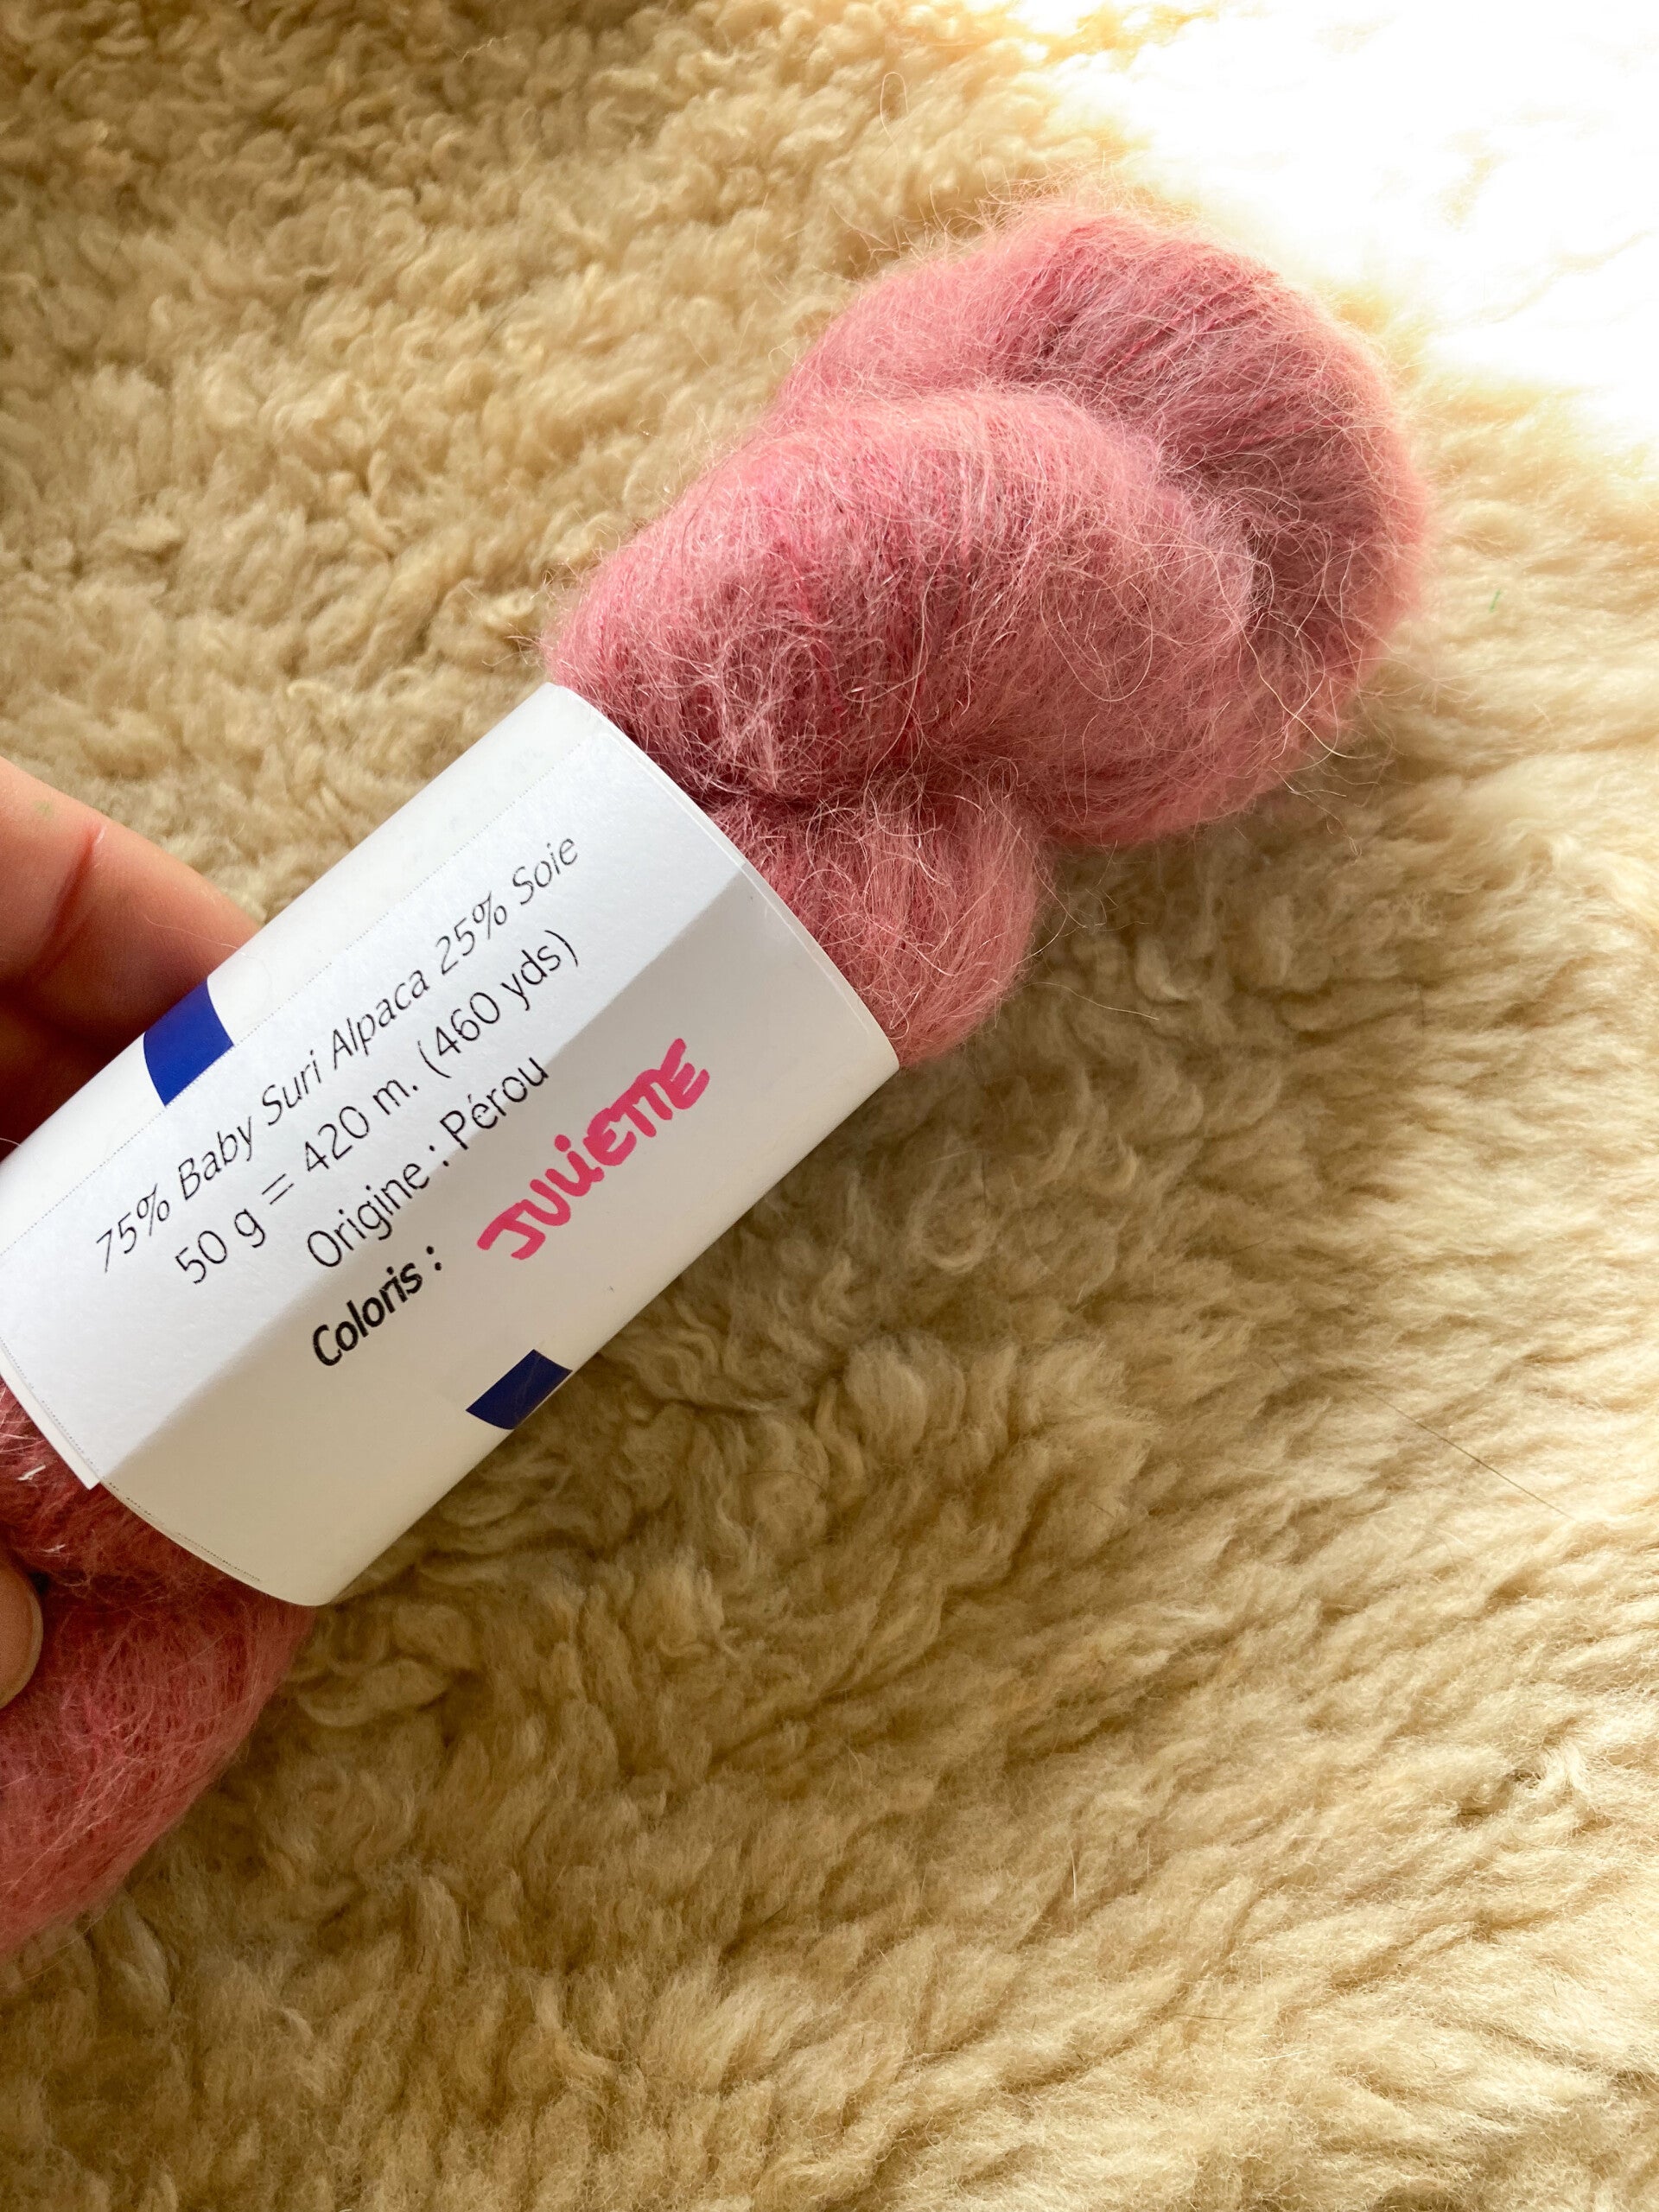 75% Baby Suri Alpaca 25% Soie
50 g = 420 m. (460 yds)
Origine : Pérou
Coloris : JULiETTE